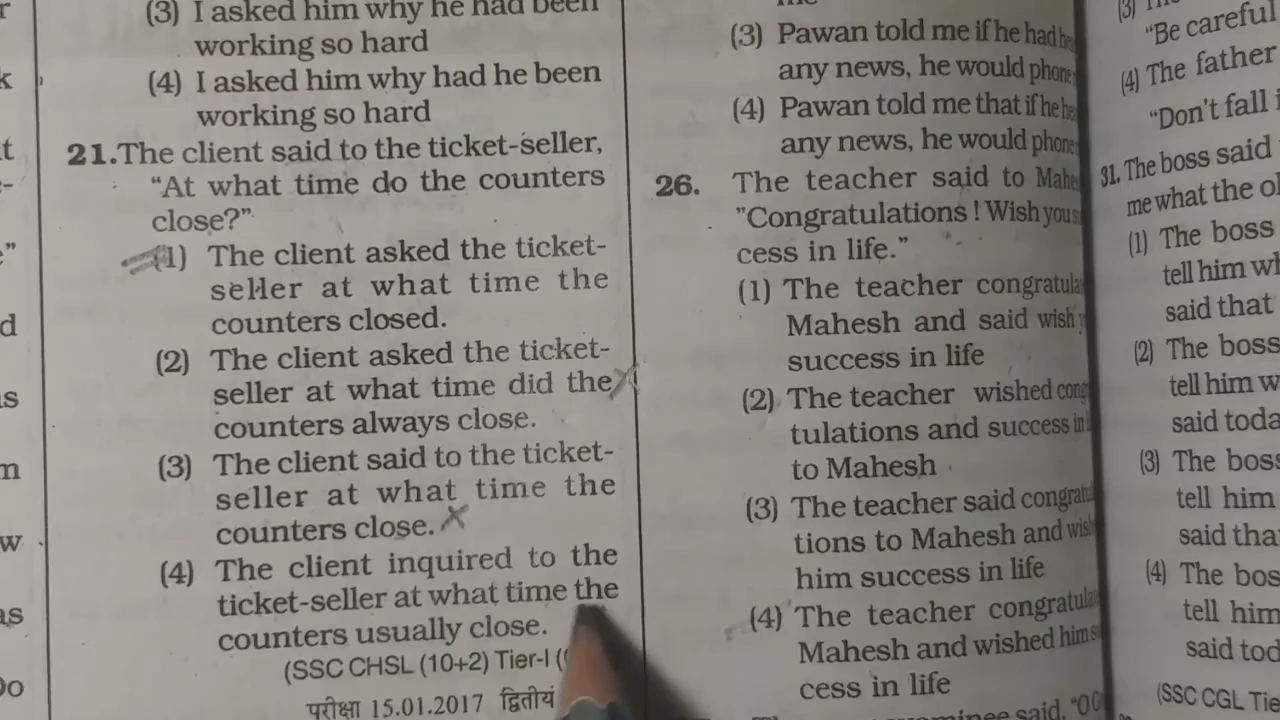 (3) I asked him why he had been
working so hard
(4) I asked him why had he been
working so hard
21.The client said to the ticket-seller,
"At what time do the counters
close?"
(1) The client asked the ticket-
seller at what time the
counters closed.
(2) The client asked the ticket-
seller at what time did the
counters always close.
(3) The client said to the ticket-
seller at what time the
counters close.
(4) The client inquired to the
ticket-seller at what time the
counters usually close.
(SSC CHSL (10+2) Tier-I (
परीक्षा 15.01.2017 द्वितीय
(3) Pawan told me if he had
any news, he would phone
(4) Pawan told me that if he
any news, he would phone
26. The teacher said to
"Congratulations ! Wish you
cess in life."
(1) The teacher
Mahesh and said wish
success in life
(2) The teacher wished
tulations and success in
to Mahesh
(3) The teacher said
tions to Mahesh and
him success in life
(4) The teacher
Mahesh and wished him
cess in life
said, "
(3)
"Be careful
(4) The father
"Don't fall
31. The boss said
me what the
(1) The boss
tell him
said that
(2) The boss
tell him
said
(3) The boss
tell him
said
(4) The
tell him
said
(SSC CGL